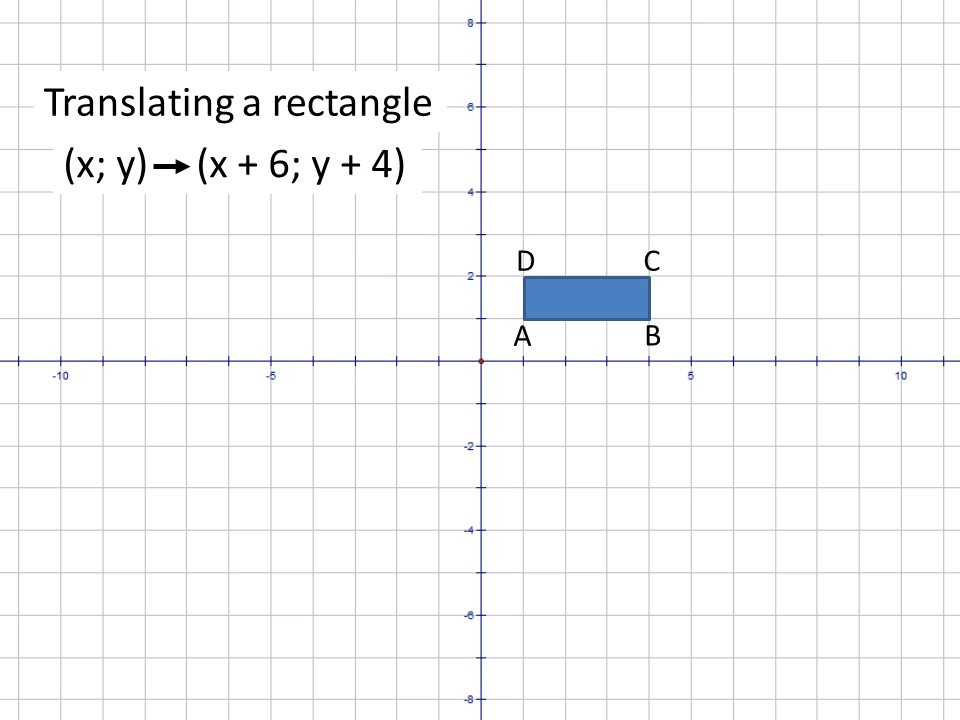 8
Translating a rectangle
6
(x; y) → (x + 6; y + 4)
4
D C
2
A B
-10 -5 5 10
-2
-4
-6
-8